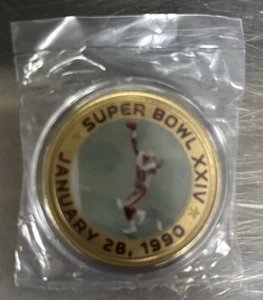 SUPER BOWL XXIV
JANUARY 28, 1990